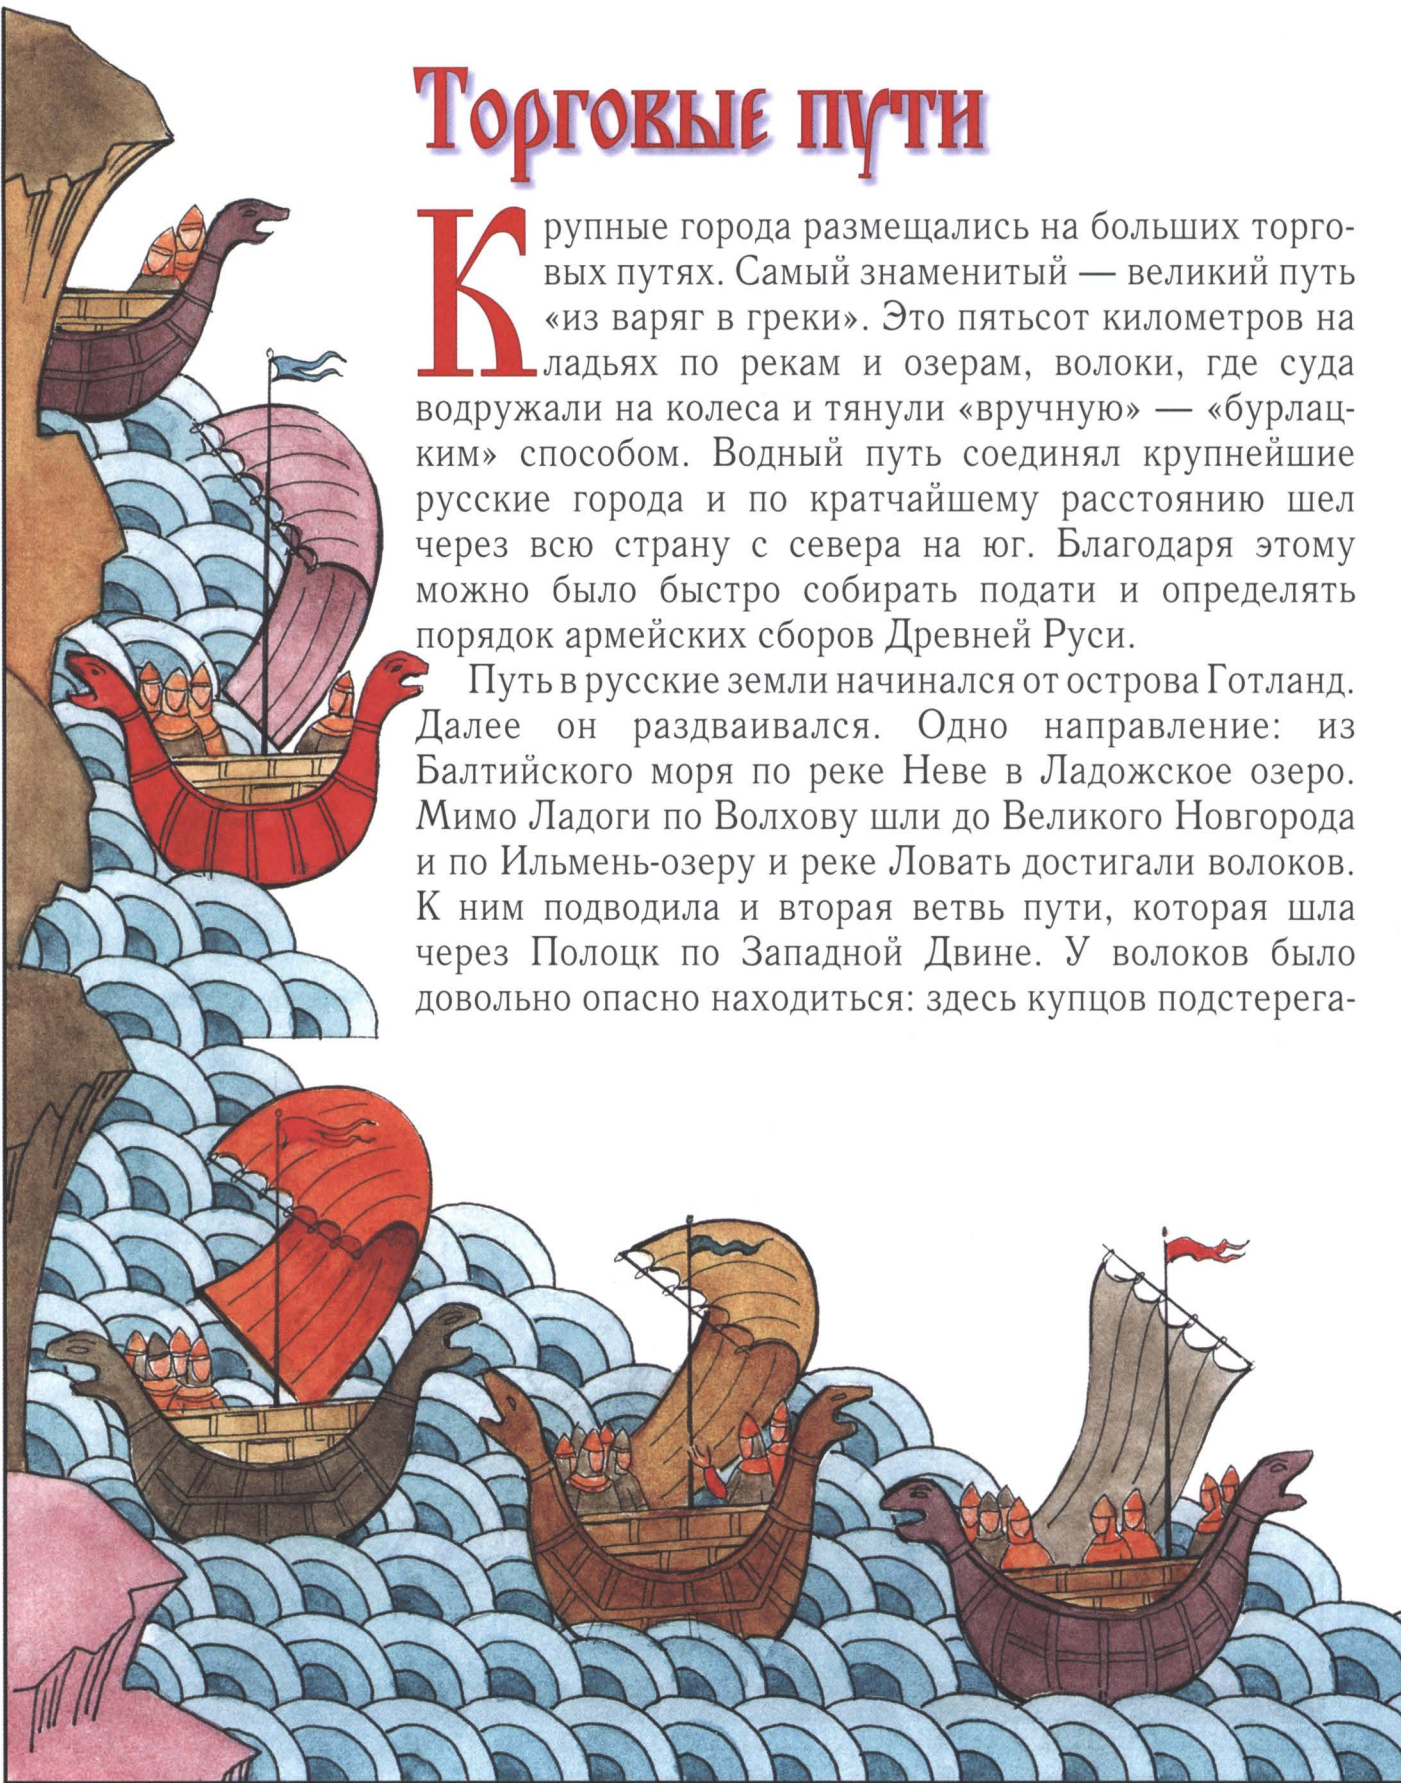 Торговые пути
Крупные города размещались на больших торго-
вых путях. Самый знаменитый — великий путь
«из варяг в греки». Это пятьсот километров на
ладьях по рекам и озерам, волоки, где суда
водружали на колеса и тянули «вручную» — «бурлац-
ким» способом. Водный путь соединял крупнейшие
русские города и по кратчайшему расстоянию шел
через всю страну с севера на юг. Благодаря этому
можно было быстро собирать подати и определять
порядок армейских сборов Древней Руси.
Путь в русские земли начинался от острова Готланд.
Далее он раздваивался. Одно направление: из
Балтийского моря по реке Неве в Ладожское озеро.
Мимо Ладоги по Волхову шли до Великого Новгорода
и по Ильмень-озеру и реке Ловать достигали волоков.
К ним подводила и вторая ветвь пути, которая шла
через Полоцк по Западной Двине. У волоков было
довольно опасно находиться: здесь купцов подстерега-